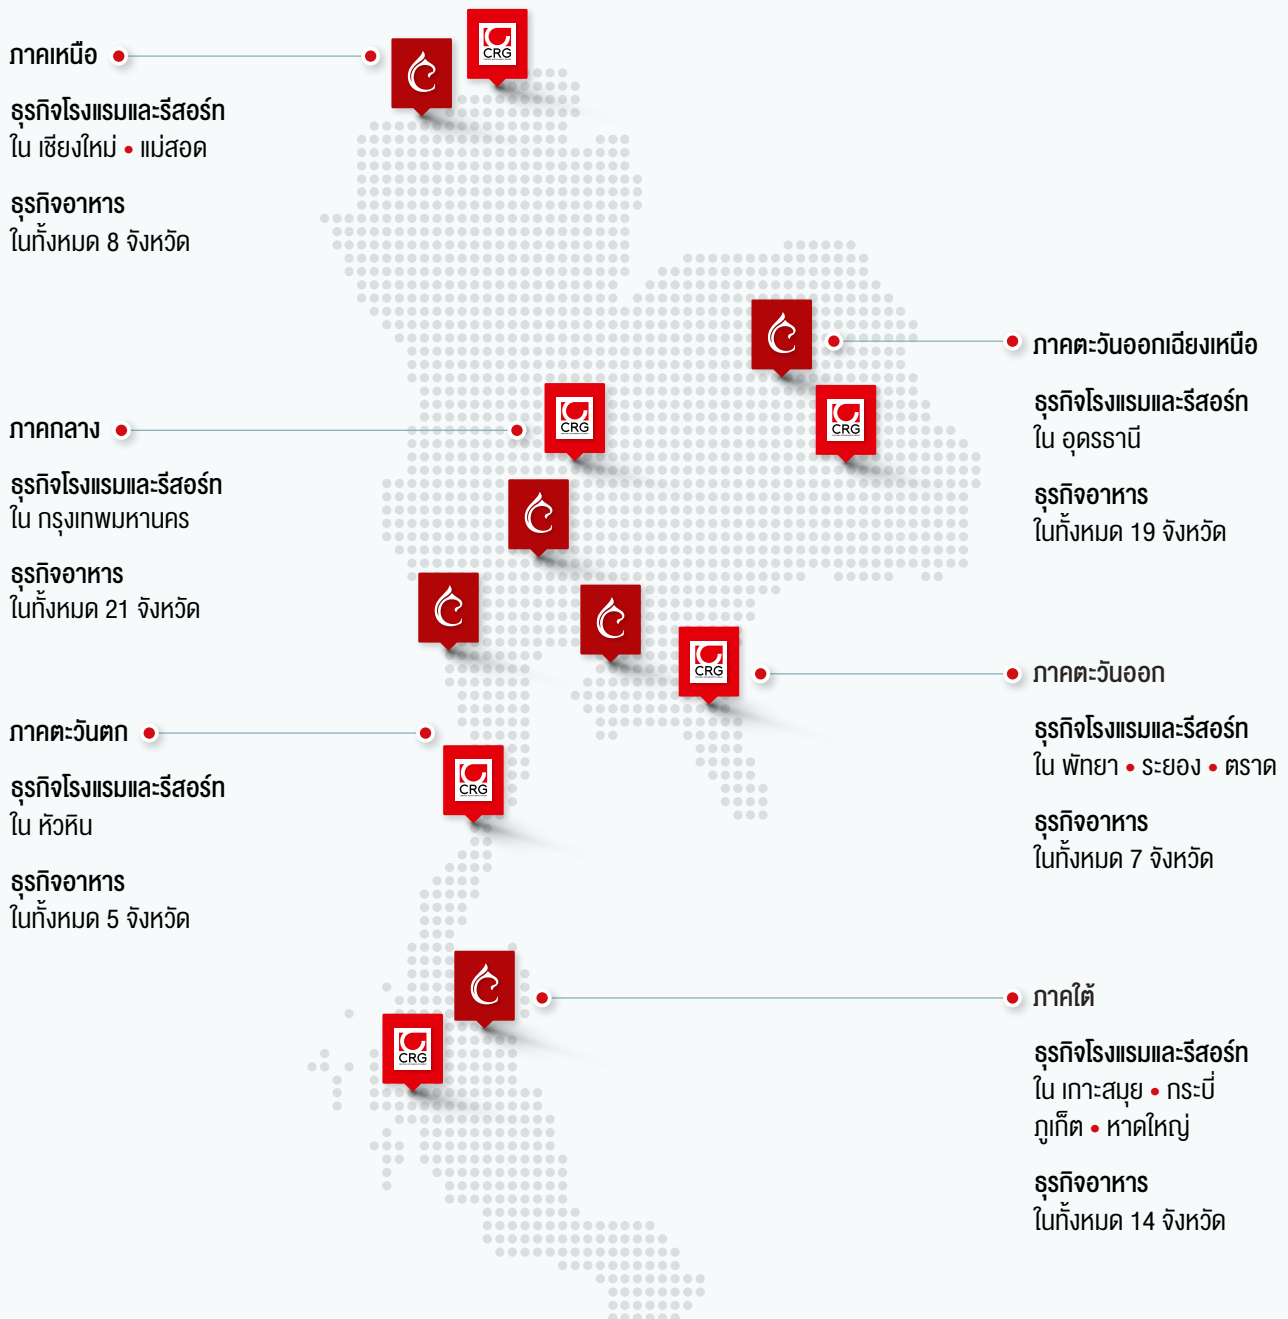 ภาคเหนือ
ธุรกิจโรงแรมและรีสอร์ท
ใน เชียงใหม่ • แม่สอด
ธุรกิจอาหาร
ในทั้งหมด 8 จังหวัด
ภาคกลาง
ธุรกิจโรงแรมและรีสอร์ท
ใน กรุงเทพมหานคร
ธุรกิจอาหาร
ในทั้งหมด 21 จังหวัด
ภาคตะวันตก
ธุรกิจโรงแรมและรีสอร์ท
ใน หัวหิน
ธุรกิจอาหาร
ในทั้งหมด 5 จังหวัด
CRG
CRG
CRG
CRG
CRG
CRG
ภาคตะวันออกเฉียงเหนือ
ธุรกิจโรงแรมและรีสอร์ท
ใน อุดรธานี
ธุรกิจอาหาร
ในทั้งหมด 19 จังหวัด
ภาคตะวันออก
ธุรกิจโรงแรมและรีสอร์ท
ใน พัทยา • ระยอง • ตราด
ธุรกิจอาหาร
ในทั้งหมด 7 จังหวัด
ภาคใต้
ธุรกิจโรงแรมและรีสอร์ท
ใน เกาะสมุย • กระบี่
ภูเก็ต • หาดใหญ่
ธุรกิจอาหาร
ในทั้งหมด 14 จังหวัด